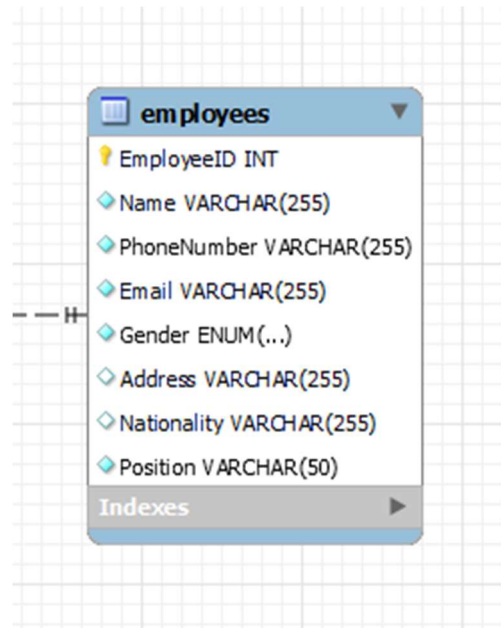 employees
EmployeeID INT
Name VARCHAR(255)
PhoneNumber VARCHAR(255)
Email VARCHAR(255)
Gender ENUM(...)
Address VARCHAR(255)
Nationality VARCHAR(255)
Position VARCHAR(50)
Indexes